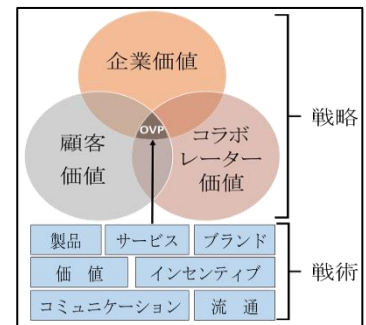 企業価値
OVP
顧客
価値
コラボ
レーター
価値
戦略
製品 サービス ブランド
価 値 インセンティブ
コミュニケーション 流 通
戦術